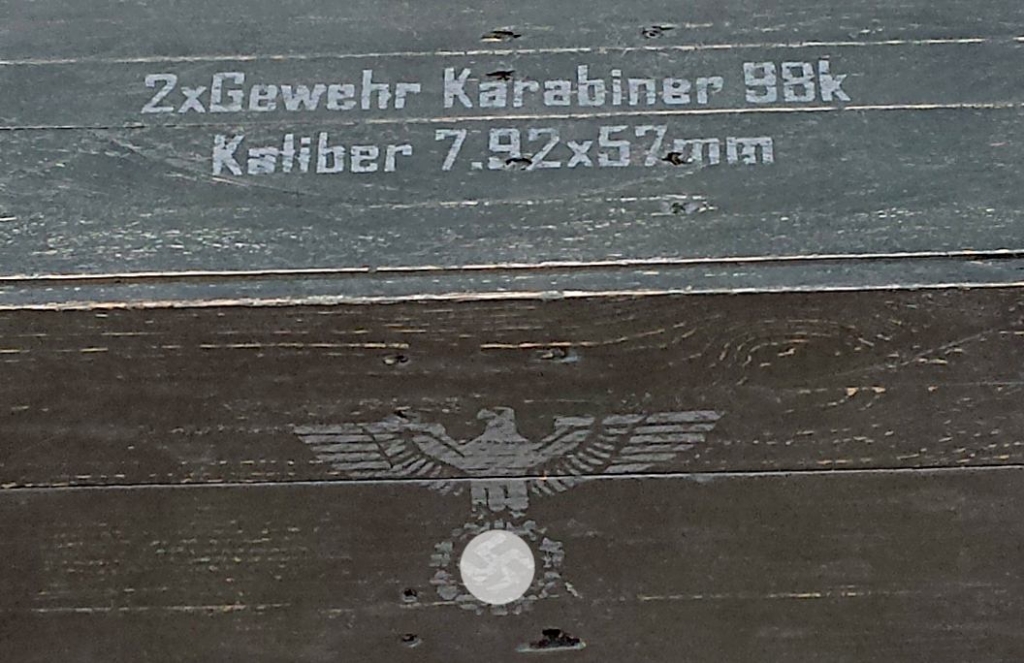 2xGewehr Karabiner 98k
Kaliber 7.92x57mm